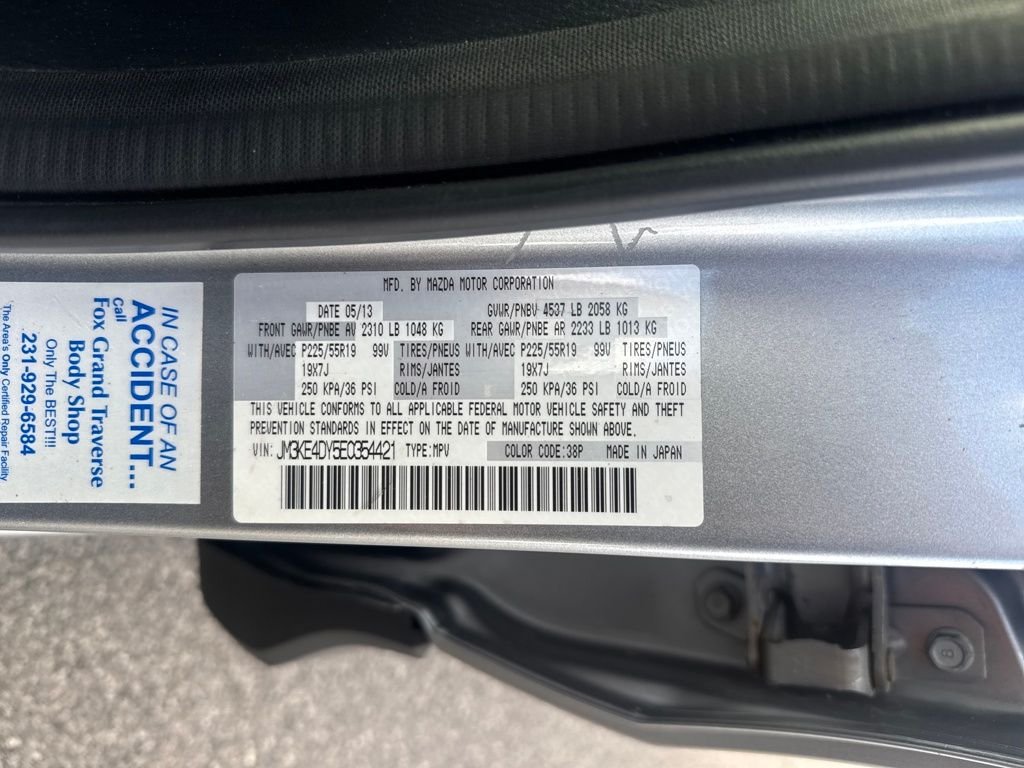 MFD. BY MAZDA MOTOR CORPORATION
DATE 05/13 GVWR/PNBV 4537 LB 2058 KG
FRONT GAWR/PNBE AV 2310 LB 1048 KG REAR GAWR/PNBE AR 2233 LB 1013 KG
WITH/AVEC P225/55R19 99V TIRES/PNEUS WITH/AVEC P225/55R19 99V TIRES/PNEUS
19X7J RIMS/JANTES 19X7J RIMS/JANTES
250 KPA/36 PSI COLD/A FROID 250 KPA/36 PSI COLD/A FROID
THIS VEHICLE CONFORMS TO ALL APPLICABLE FEDERAL MOTOR VEHICLE SAFETY AND THEFT
PREVENTION STANDARDS IN EFFECT ON THE DATE OF MANUFACTURE SHOWN ABOVE.
VIN: JM3KE4DY5E0354421 TYPE:MPV COLOR CODE:38P MADE IN JAPAN
IN CASE OF AN
ACCIDENT...
call
Fox Grand Traverse
Body Shop
Only The BEST!!!
231-929-6584
The Area's Only Certified Repair Facility